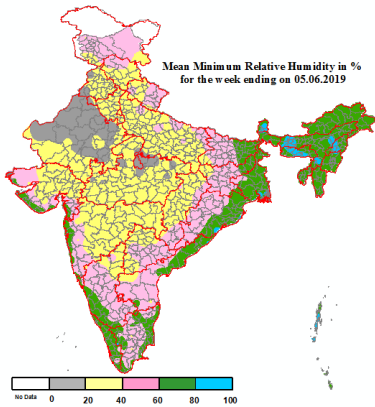 Mean Minimum Relative Humidity in %
for the week ending on 05.06.2019
No Data 0 20 40 60 80 100